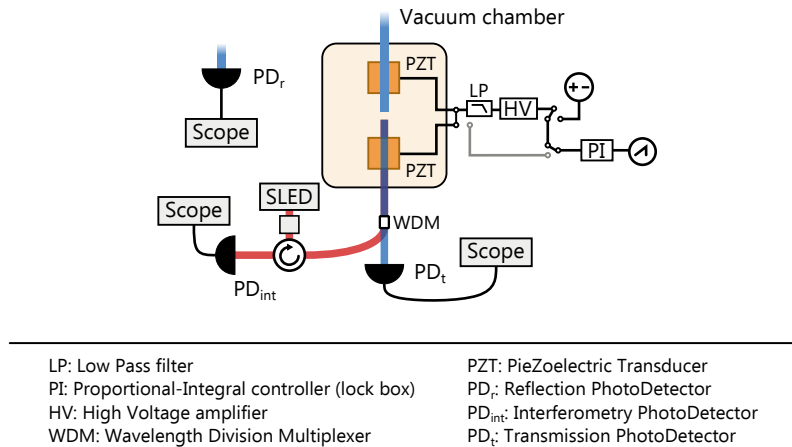 Vacuum chamber
PZT
PD_r
LP
HV
Scope
PI
PZT
Scope
SLED
WDM
Scope
PD_t
PD_int
LP: Low Pass filter
PI: Proportional-Integral controller (lock box)
HV: High Voltage amplifier
WDM: Wavelength Division Multiplexer
PZT: PieZoelectric Transducer
PD_r: Reflection PhotoDetector
PD_int: Interferometry PhotoDetector
PD_t: Transmission PhotoDetector